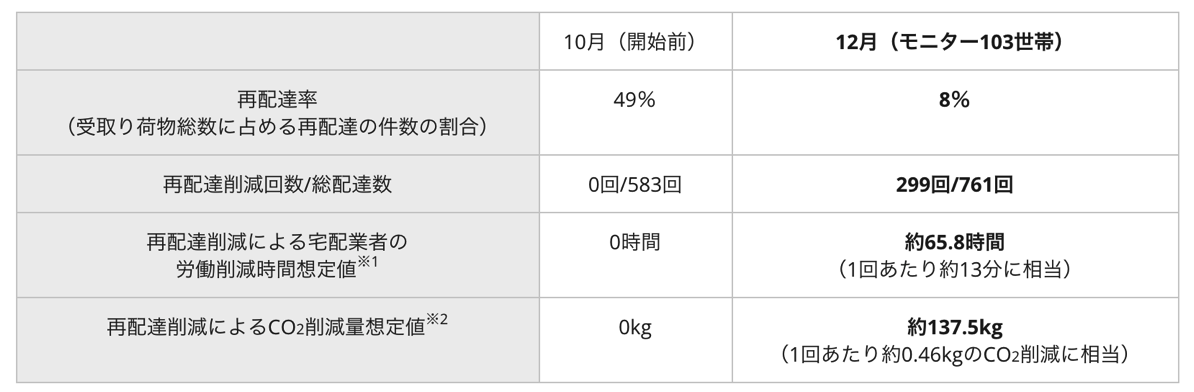 10月（開始前） 12月（モニター103世帯）
再配達率 49% 8%
（受取り荷物総数に占める再配達の件数の割合）
再配達削減回数/総配達数 0回/583回 299回/761回
再配達削減による宅配業者の 0時間 約65.8時間
労働削減時間想定値※1 （1回あたり約13分に相当）
再配達削減によるCO2削減量想定値※2 0kg 約137.5kg
（1回あたり約0.46kgのCO2削減に相当）